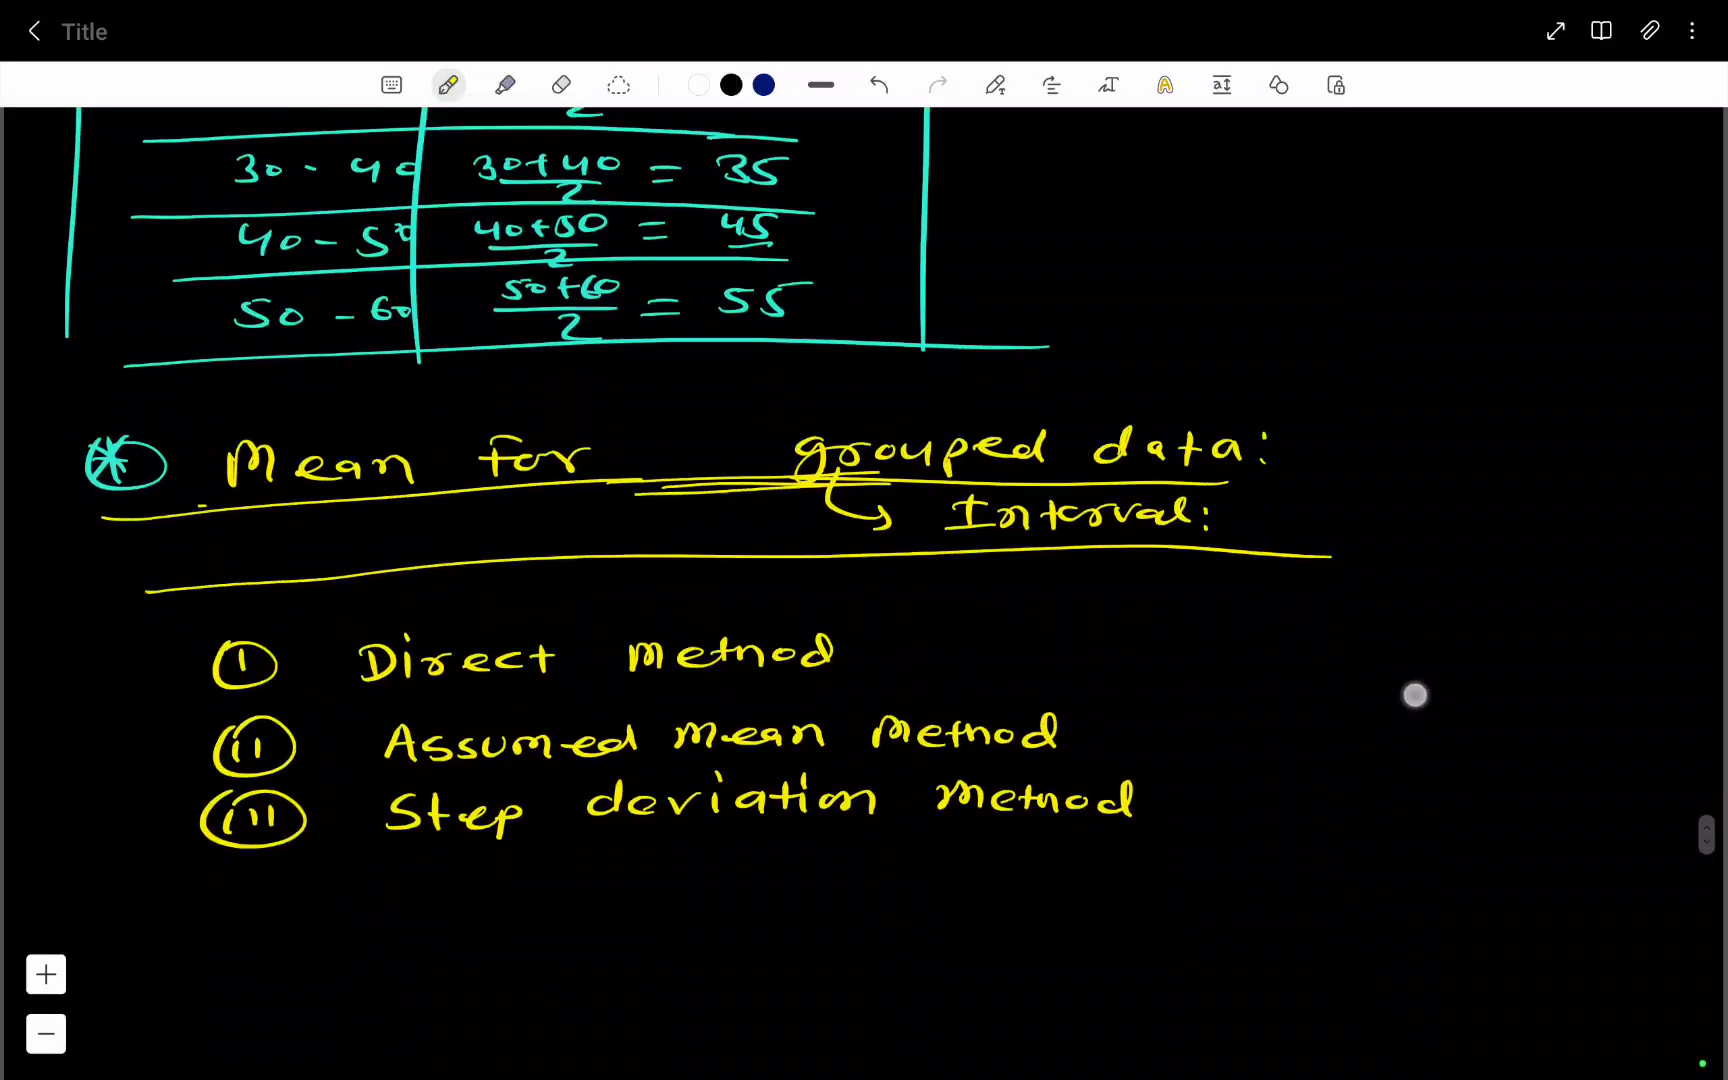 Title
2
30 - 40 30+40/2 = 35
40 - 50 40+50/2 = 45
50 - 60 50+60/2 = 55
* Mean for grouped data:
Interval:
(i) Direct method
(ii) Assumed mean method
(iii) Step deviation method